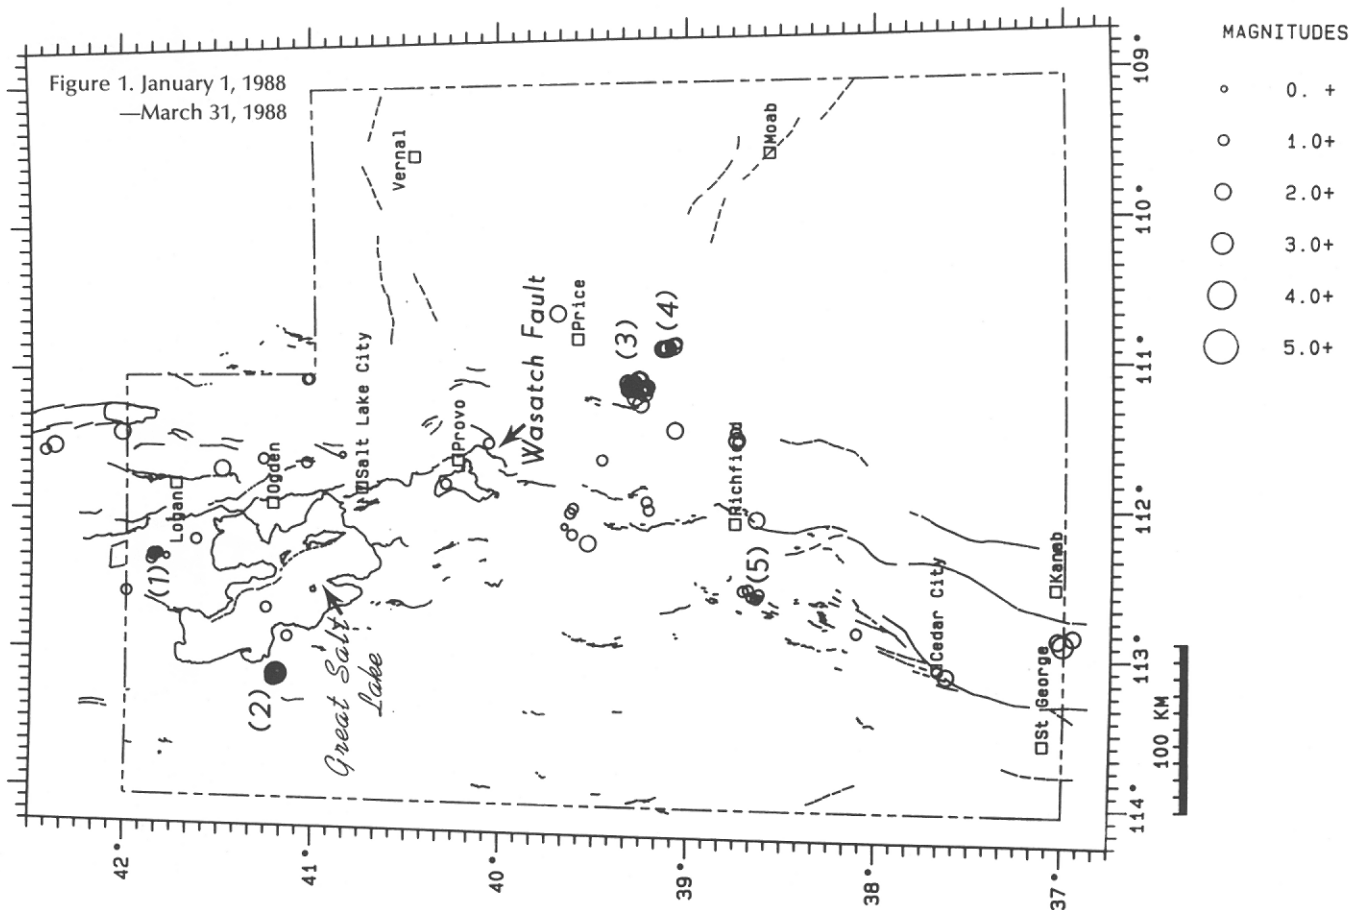 Figure 1. January 1, 1988
—March 31, 1988
MAGNITUDES
0. +
1.0+
2.0+
3.0+
4.0+
5.0+
109°
110°
111°
112°
113°
114°
42°
41°
40°
39°
38°
37°
Vernal
Moab
Price
Wasatch Fault
(3)
(4)
Salt Lake City
Provo
Ogden
Logan
Richfield
(1)
(2)
(5)
Great Salt
Lake
Cedar City
Kanab
St George
100 KM